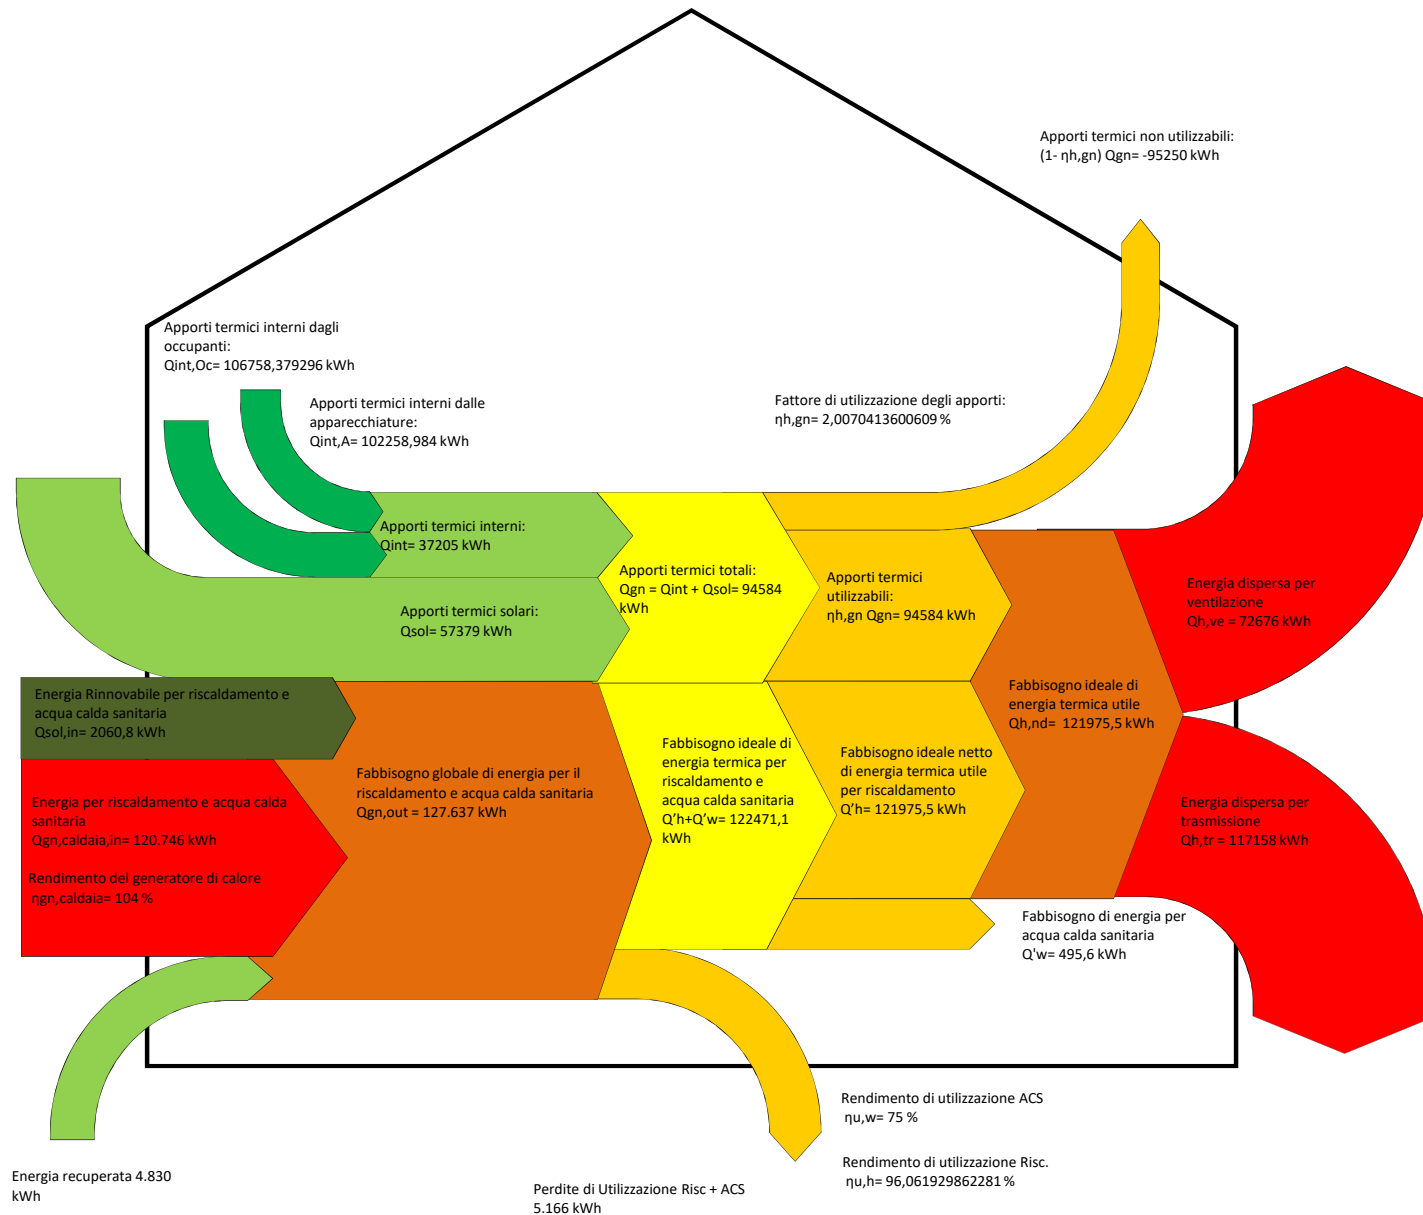 Apporti termici non utilizzabili:
(1- ηh,gn) Qgn= -95250 kWh
Apporti termici interni dagli
occupanti:
Qint,Oc= 106758,379296 kWh
Apporti termici interni dalle
apparecchiature:
Qint,A= 102258,984 kWh
Fattore di utilizzazione degli apporti:
ηh,gn= 2,0070413600609 %
Apporti termici interni:
Qint= 37205 kWh
Apporti termici solari:
Qsol= 57379 kWh
Apporti termici totali:
Qgn = Qint + Qsol= 94584
kWh
Apporti termici
utilizzabili:
ηh,gn Qgn= 94584 kWh
Energia dispersa per
ventilazione
Qh,ve = 72676 kWh
Energia Rinnovabile per riscaldamento e
acqua calda sanitaria
Qsol,in= 2060,8 kWh
Fabbisogno ideale di
energia termica utile
Qh,nd= 121975,5 kWh
Fabbisogno globale di energia per il
riscaldamento e acqua calda sanitaria
Qgn,out = 127.637 kWh
Fabbisogno ideale di
energia termica per
riscaldamento e
acqua calda sanitaria
Q’h+Q’w= 122471,1
kWh
Fabbisogno ideale netto
di energia termica utile
per riscaldamento
Q’h= 121975,5 kWh
Energia per riscaldamento e acqua calda
sanitaria
Qgn,caldaia,in= 120.746 kWh
Rendimento del generatore di calore
ηgn,caldaia= 104 %
Energia dispersa per
trasmissione
Qh,tr = 117158 kWh
Fabbisogno di energia per
acqua calda sanitaria
Q'w= 495,6 kWh
Rendimento di utilizzazione ACS
ηu,w= 75 %
Rendimento di utilizzazione Risc.
ηu,h= 96,061929862281 %
Energia recuperata 4.830
kWh
Perdite di Utilizzazione Risc + ACS
5.166 kWh